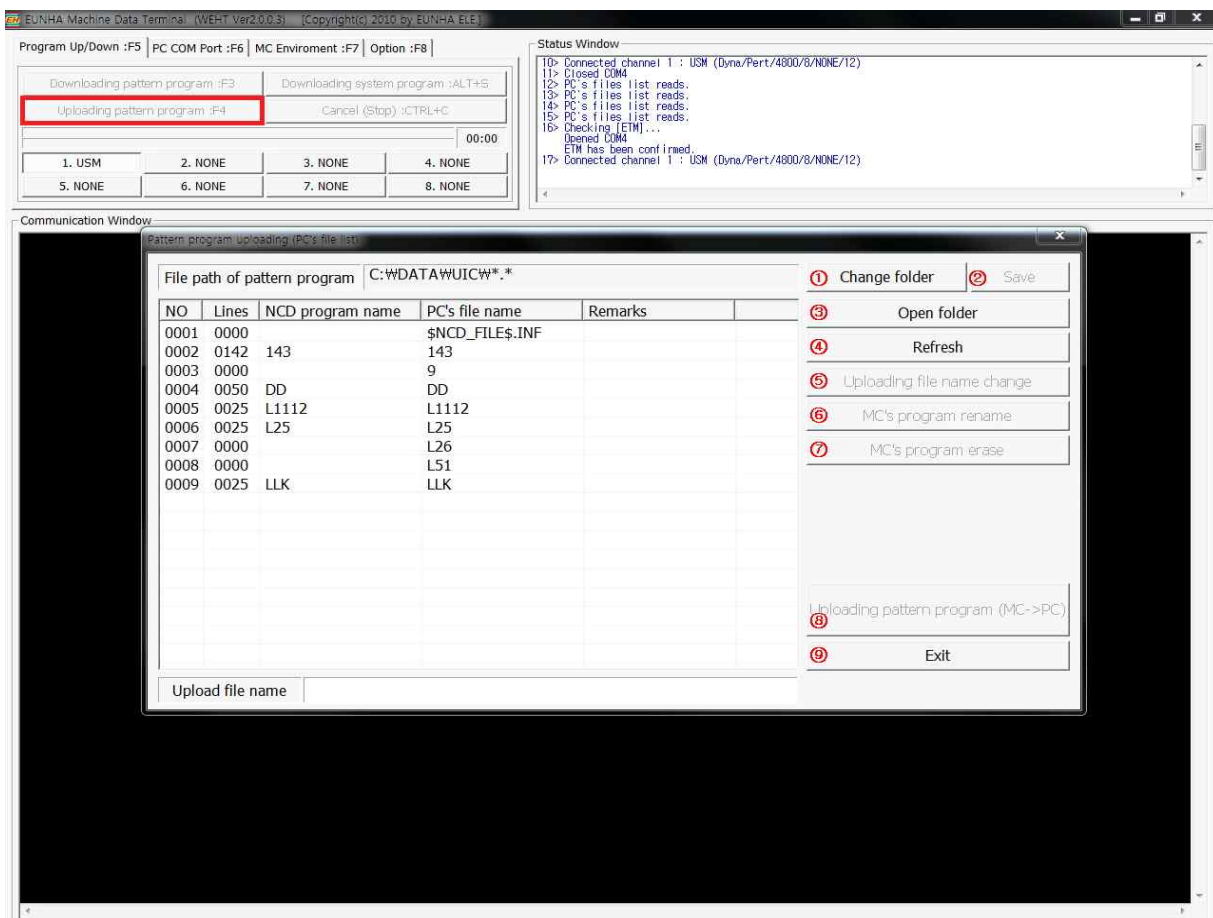 EUNHA Machine Data Terminal (WEHT Ver2.0.0.3) [Copyright(c) 2010 by EUNHA ELE.]
Program Up/Down :F5 PC COM Port :F6 MC Enviroment :F7 Option :F8
Downloading pattern program :F3 Downloading system program :ALT+S
Uploading pattern program :F4 Cancel (Stop) :CTRL+C
00:00
1. USM 2. NONE 3. NONE 4. NONE
5. NONE 6. NONE 7. NONE 8. NONE
Status Window
10> Connected channel 1 : USM (Dyna/Pert/4800/8/NONE/12)
11> Closed COM4
12> PC's files list reads.
13> PC's files list reads.
14> PC's files list reads.
15> PC's files list reads.
16> Checking [ETM]...
Opened COM4
ETM has been confirmed.
17> Connected channel 1 : USM (Dyna/Pert/4800/8/NONE/12)
Communication Window
Pattern program uploading (PC's file list)
File path of pattern program C:₩DATA₩UIC₩*.*
NO Lines NCD program name PC's file name Remarks
0001 0000 $NCD_FILE$.INF
0002 0142 143 143
0003 0000 9
0004 0050 DD DD
0005 0025 L1112 L1112
0006 0025 L25 L25
0007 0000 L26
0008 0000 L51
0009 0025 LLK LLK
Upload file name
① Change folder ② Save
③ Open folder
④ Refresh
⑤ Uploading file name change
⑥ MC's program rename
⑦ MC's program erase
⑧ Uploading pattern program (MC->PC)
⑨ Exit